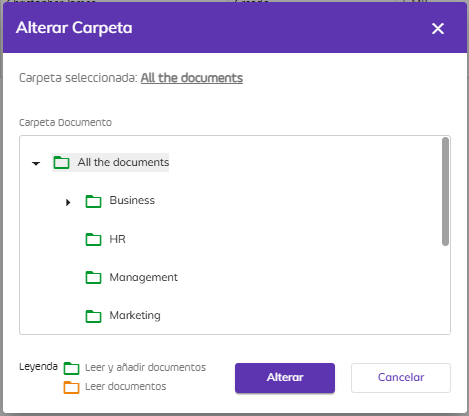 Alterar Carpeta
Carpeta seleccionada: All the documents
Carpeta Documento
All the documents
Business
HR
Management
Marketing
Leyenda
Leer y añadir documentos
Leer documentos
Alterar
Cancelar